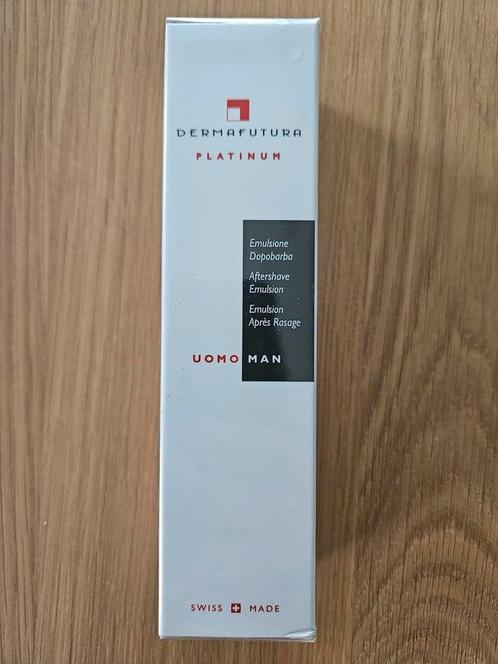 DERMAFUTURA
PLATINUM
Emulsione
Dopobarba
Aftershave
Emulsion
Emulsion
Après Rasage
UOMO MAN
SWISS MADE